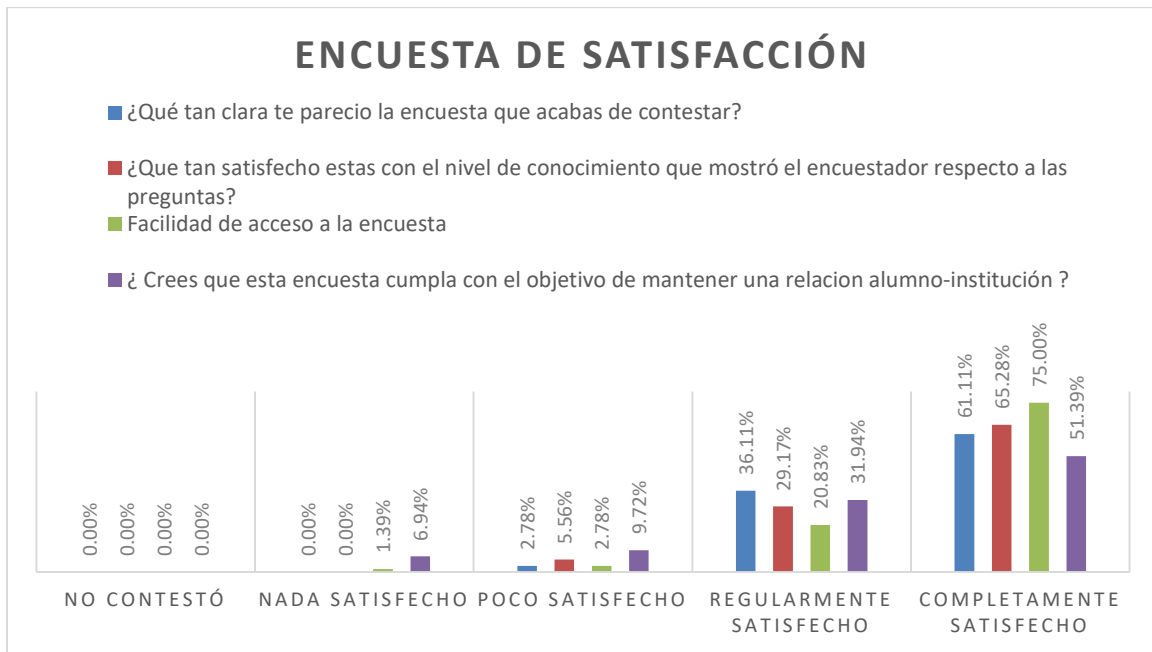 ENCUESTA DE SATISFACCIÓN
¿Qué tan clara te parecio la encuesta que acabas de contestar?
¿Que tan satisfecho estas con el nivel de conocimiento que mostró el encuestador respecto a las
preguntas?
Facilidad de acceso a la encuesta
¿ Crees que esta encuesta cumpla con el objetivo de mantener una relacion alumno-institución ?
0.00%
0.00%
0.00%
0.00%
0.00%
0.00%
1.39%
6.94%
2.78%
5.56%
2.78%
9.72%
36.11%
29.17%
20.83%
31.94%
61.11%
65.28%
75.00%
51.39%
NO CONTESTÓ
NADA SATISFECHO
POCO SATISFECHO
REGULARMENTE
SATISFECHO
COMPLETAMENTE
SATISFECHO